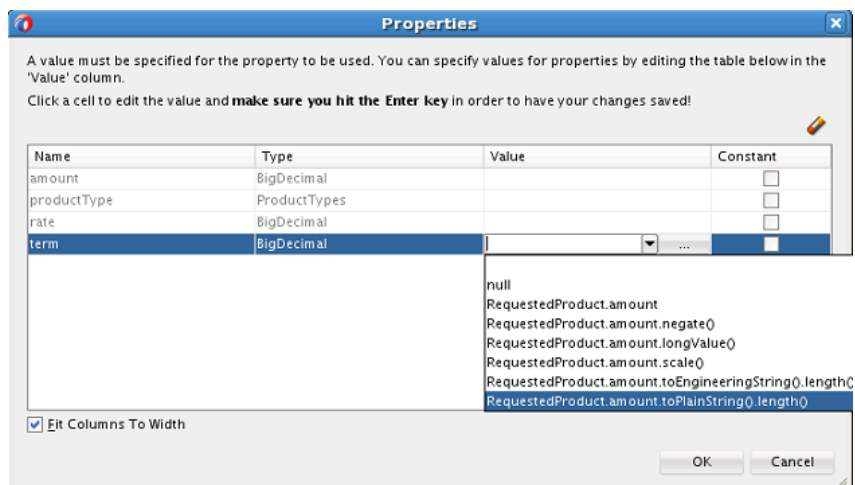 Properties
A value must be specified for the property to be used. You can specify values for properties by editing the table below in the
'Value' column.
Click a cell to edit the value and make sure you hit the Enter key in order to have your changes saved!
Name Type Value Constant
amount BigDecimal
productType ProductTypes
rate BigDecimal
term BigDecimal ...
null
RequestedProduct.amount
RequestedProduct.amount.negate()
RequestedProduct.amount.longValue()
RequestedProduct.amount.scale()
RequestedProduct.amount.toEngineeringString().length()
RequestedProduct.amount.toPlainString().length()
Fit Columns To Width
OK Cancel